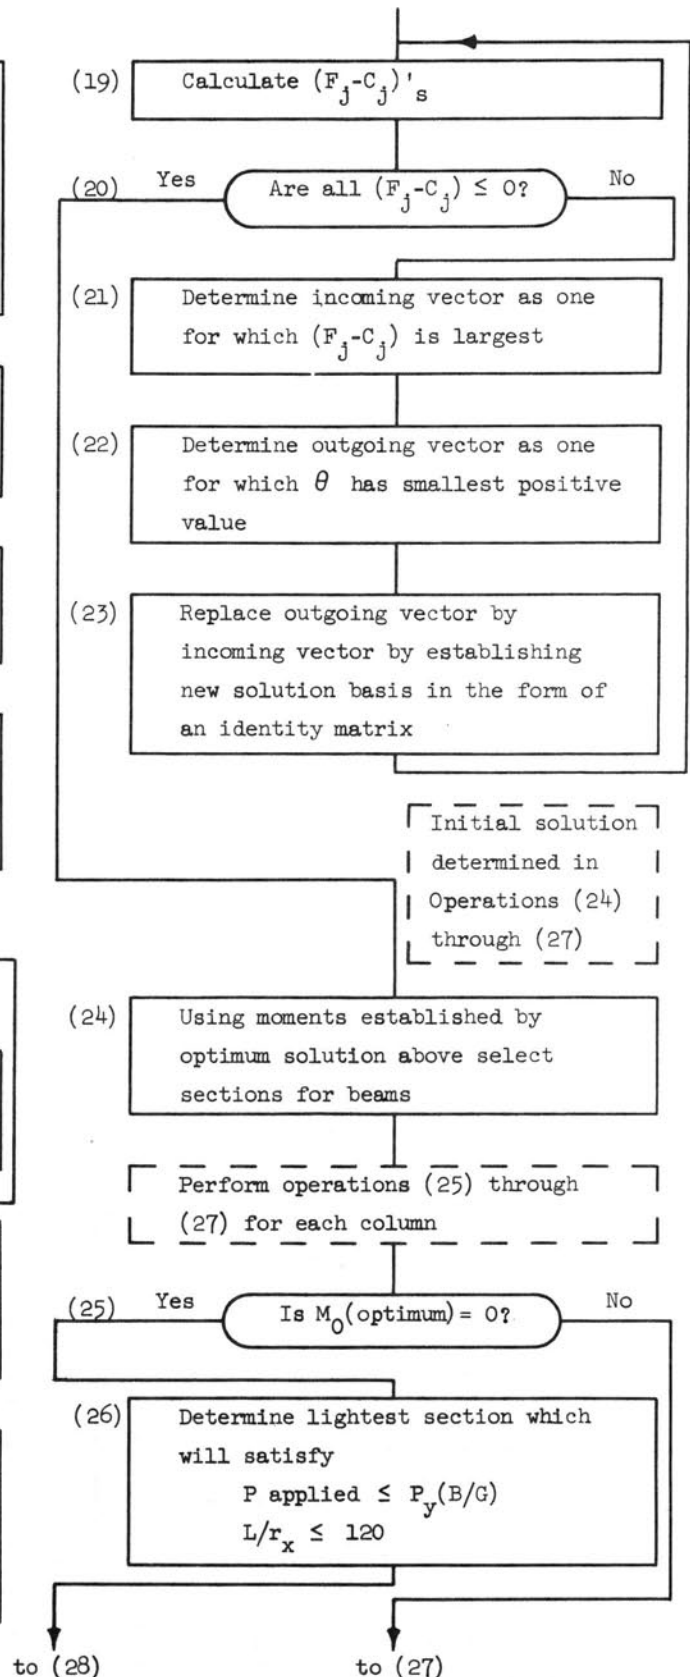 (19) Calculate (F_j-C_j)'s
(20) Yes Are all (F_j-C_j) ≤ 0? No
(21) Determine incoming vector as one
for which (F_j-C_j) is largest
(22) Determine outgoing vector as one
for which θ has smallest positive
value
(23) Replace outgoing vector by
incoming vector by establishing
new solution basis in the form of
an identity matrix
Initial solution
determined in
Operations (24)
through (27)
(24) Using moments established by
optimum solution above select
sections for beams
Perform operations (25) through
(27) for each column
(25) Yes Is M_O(optimum) = 0? No
(26) Determine lightest section which
will satisfy
P applied ≤ P_y(B/G)
L/r_x ≤ 120
to (28) to (27)